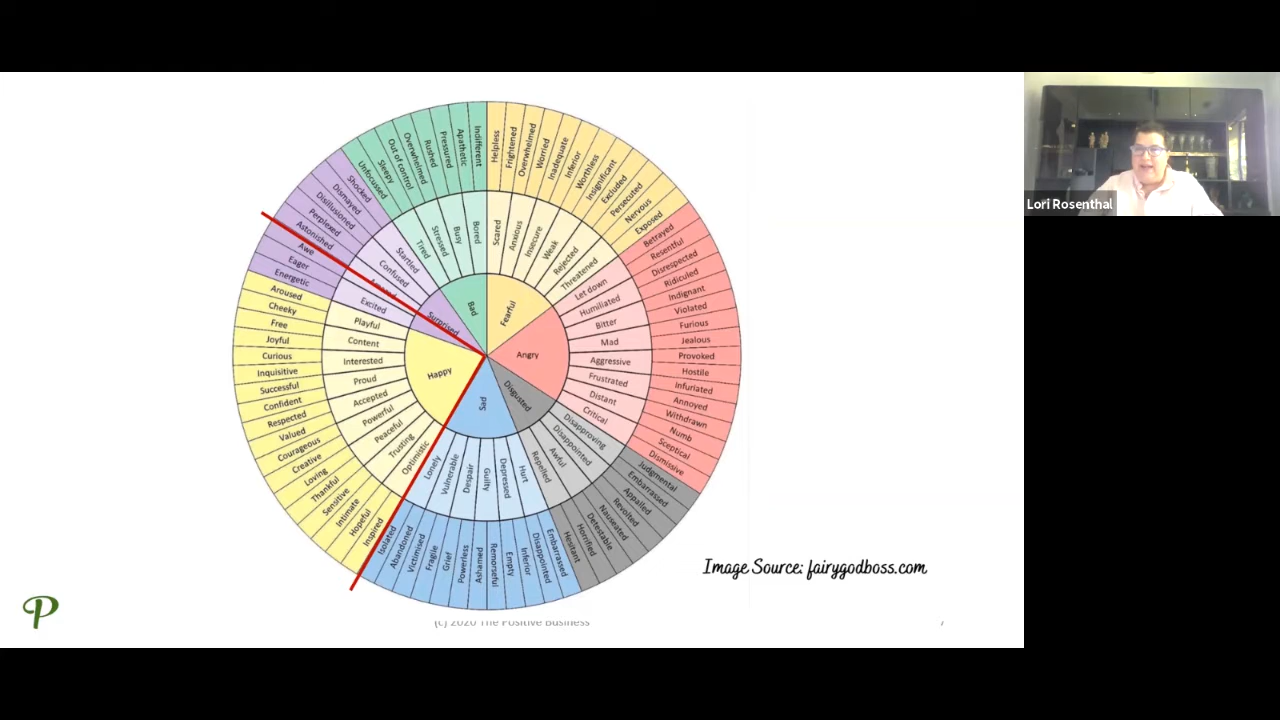 Fearful
Angry
Disgusted
Sad
Happy
Surprised
Bad
Scared
Anxious
Insecure
Weak
Rejected
Threatened
Let down
Humiliated
Bitter
Mad
Aggressive
Frustrated
Distant
Critical
Disapproving
Disappointed
Awful
Repelled
Hurt
Depressed
Guilty
Despair
Vulnerable
Lonely
Optimistic
Trusting
Peaceful
Powerful
Accepted
Proud
Interested
Content
Playful
Excited
Confused
Startled
Tired
Stressed
Busy
Bored
Helpless
Frightened
Overwhelmed
Worried
Inadequate
Inferior
Worthless
Insignificant
Excluded
Persecuted
Nervous
Exposed
Betrayed
Resentful
Disrespected
Ridiculed
Indignant
Violated
Furious
Jealous
Provoked
Hostile
Infuriated
Annoyed
Withdrawn
Numb
Sceptical
Dismissive
Judgmental
Embarrassed
Appalled
Revolted
Nauseated
Detestable
Horrified
Hesitant
Embarrassed
Disappointed
Inferior
Empty
Remorseful
Ashamed
Powerless
Grief
Fragile
Victimised
Abandoned
Isolated
Inspired
Hopeful
Intimate
Sensitive
Thankful
Loving
Creative
Courageous
Valued
Respected
Confident
Successful
Inquisitive
Curious
Joyful
Free
Cheeky
Aroused
Energetic
Eager
Awe
Astonished
Perplexed
Disillusioned
Dismayed
Shocked
Unfocussed
Sleepy
Out of control
Overwhelmed
Rushed
Pressured
Apathetic
Indifferent
Image Source: fairygodboss.com
P
(c) 2020 The Positive Business
7
Lori Rosenthal